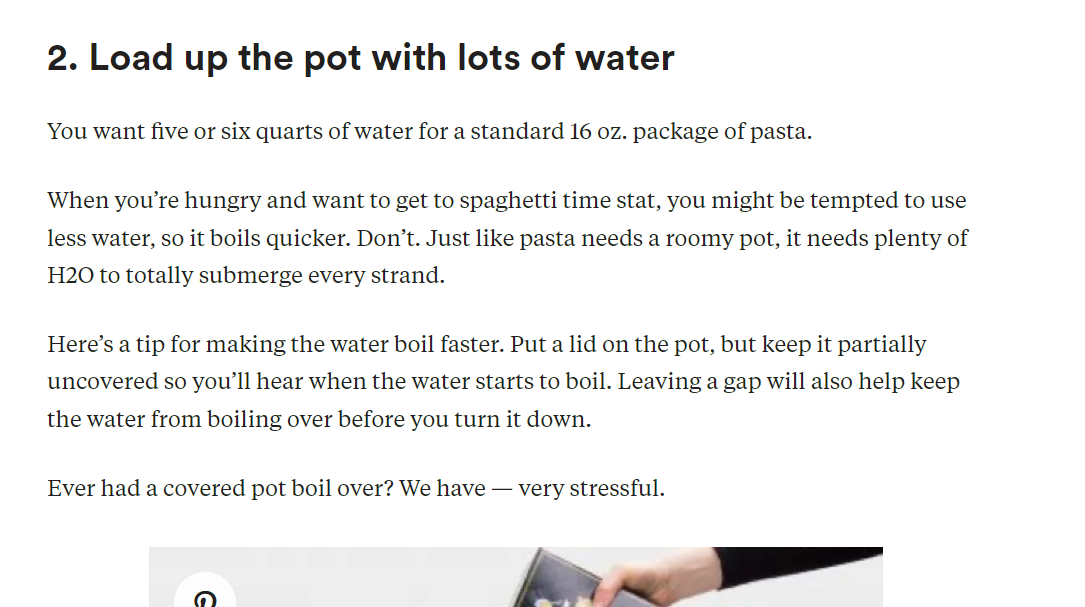 2. Load up the pot with lots of water
You want five or six quarts of water for a standard 16 oz. package of pasta.
When you’re hungry and want to get to spaghetti time stat, you might be tempted to use
less water, so it boils quicker. Don’t. Just like pasta needs a roomy pot, it needs plenty of
H2O to totally submerge every strand.
Here’s a tip for making the water boil faster. Put a lid on the pot, but keep it partially
uncovered so you’ll hear when the water starts to boil. Leaving a gap will also help keep
the water from boiling over before you turn it down.
Ever had a covered pot boil over? We have — very stressful.